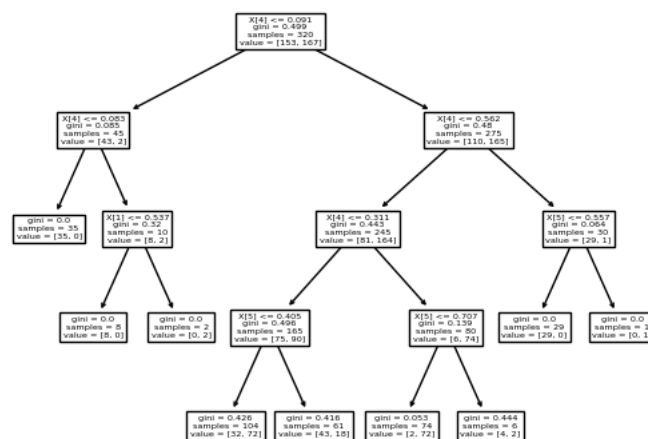 X[4] <= 0.091
gini = 0.499
samples = 320
value = [153, 167]
X[4] <= 0.083
gini = 0.085
samples = 45
value = [43, 2]
X[4] <= 0.562
gini = 0.48
samples = 275
value = [110, 165]
gini = 0.0
samples = 35
value = [35, 0]
X[1] <= 0.537
gini = 0.32
samples = 10
value = [8, 2]
X[4] <= 0.311
gini = 0.443
samples = 245
value = [81, 164]
X[5] <= 0.557
gini = 0.064
samples = 30
value = [29, 1]
gini = 0.0
samples = 8
value = [8, 0]
gini = 0.0
samples = 2
value = [0, 2]
X[5] <= 0.405
gini = 0.496
samples = 165
value = [75, 90]
X[5] <= 0.707
gini = 0.139
samples = 80
value = [6, 74]
gini = 0.0
samples = 29
value = [29, 0]
gini = 0.0
samples = 1
value = [0, 1
gini = 0.426
samples = 104
value = [32, 72]
gini = 0.416
samples = 61
value = [43, 18]
gini = 0.053
samples = 74
value = [2, 72]
gini = 0.444
samples = 6
value = [4, 2]